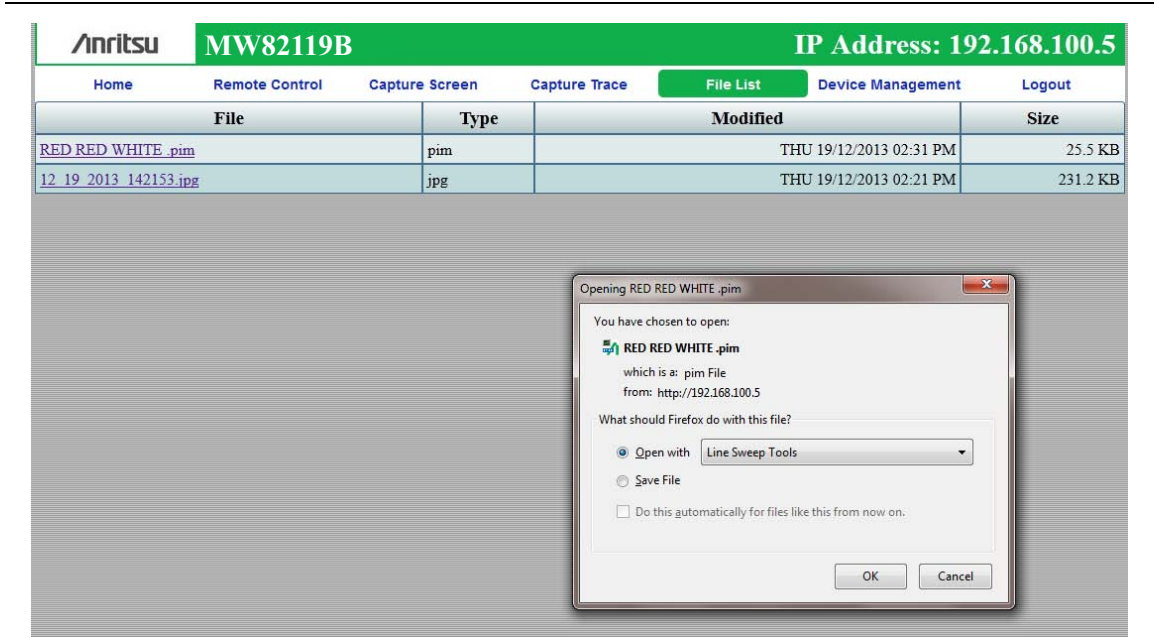 Anritsu MW82119B IP Address: 192.168.100.5
Home Remote Control Capture Screen Capture Trace File List Device Management Logout
File Type Modified Size
RED RED WHITE .pim pim THU 19/12/2013 02:31 PM 25.5 KB
12_19_2013_142153.jpg jpg THU 19/12/2013 02:21 PM 231.2 KB
Opening RED RED WHITE .pim
You have chosen to open:
RED RED WHITE .pim
which is a: pim File
from: http://192.168.100.5
What should Firefox do with this file?
Open with Line Sweep Tools
Save File
Do this automatically for files like this from now on.
OK Cancel